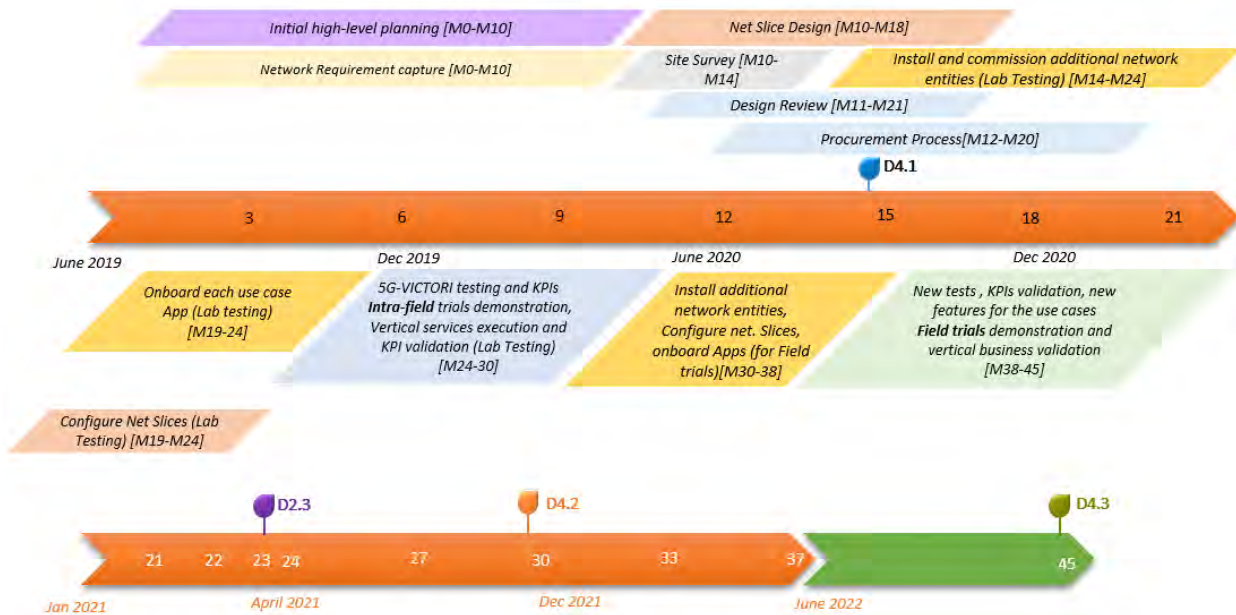 Initial high-level planning [M0-M10]
Net Slice Design [M10-M18]
Network Requirement capture [M0-M10]
Site Survey [M10-
M14]
Install and commission additional network
entities (Lab Testing) [M14-M24]
Design Review [M11-M21]
Procurement Process[M12-M20]
D4.1
3
6
9
12
15
18
21
June 2019
Dec 2019
June 2020
Dec 2020
Onboard each use case
App (Lab testing)
[M19-24]
5G-VICTORI testing and KPIs
Intra-field trials demonstration,
Vertical services execution and
KPI validation (Lab Testing)
[M24-30]
Install additional
network entities,
Configure net. Slices,
onboard Apps (for Field
trials)[M30-38]
New tests , KPIs validation, new
features for the use cases
Field trials demonstration and
vertical business validation
[M38-45]
Configure Net Slices (Lab
Testing) [M19-M24]
D2.3
D4.2
D4.3
21
22
23
24
27
30
33
37
45
Jan 2021
April 2021
Dec 2021
June 2022